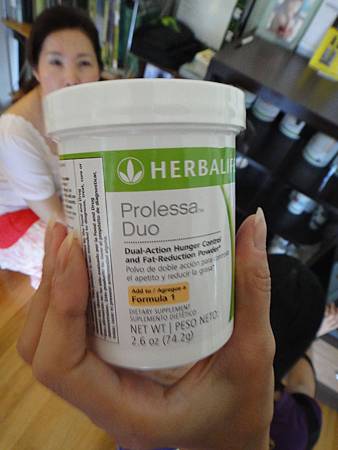 HERBALIFE
Prolessa™
Duo
Dual-Action Hunger Control
and Fat-Reduction Powder*
Polvo de doble acción para controlar
el apetito y reducir la grasa*
Add to / Agregue a
Formula 1
DIETARY SUPPLEMENT
SUPLEMENTO DIETÉTICO
NET WT | PESO NETO:
2.6 oz (74.2g)